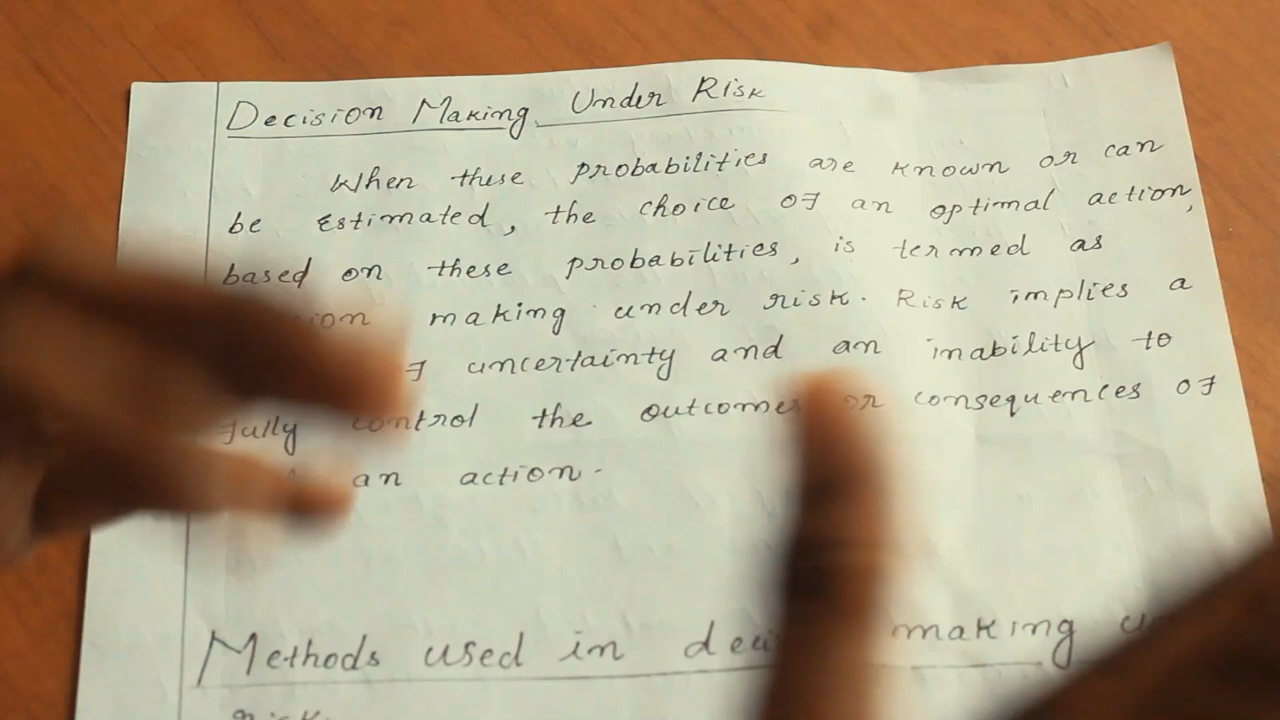 Decision Making Under Risk
When these probabilities are known or can
be Estimated, the choice of an optimal action,
based on these probabilities, is termed as
making under risk. Risk implies a
uncertainty and an inability to
fully control the outcomes or consequences of
an action.
Methods used in making
risk